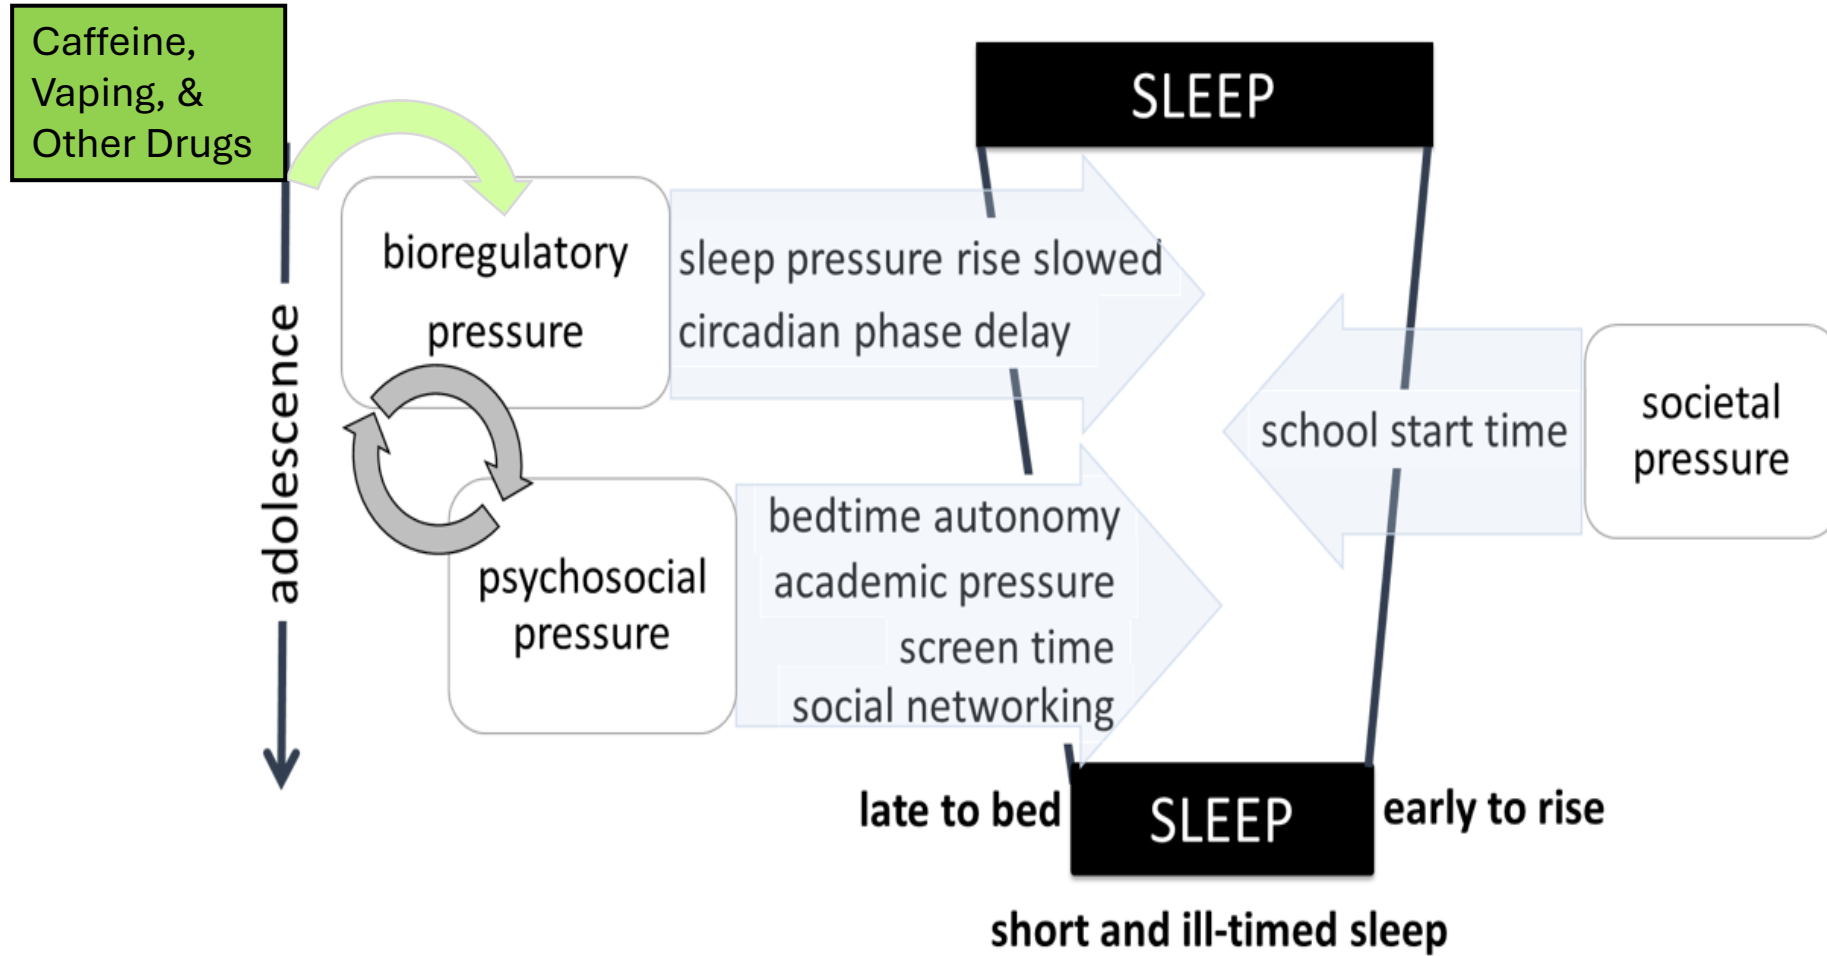 Caffeine,
Vaping, &
Other Drugs
SLEEP
adolescence
bioregulatory
pressure
sleep pressure rise slowed
circadian phase delay
school start time
societal
pressure
psychosocial
pressure
bedtime autonomy
academic pressure
screen time
social networking
late to bed
SLEEP
early to rise
short and ill-timed sleep